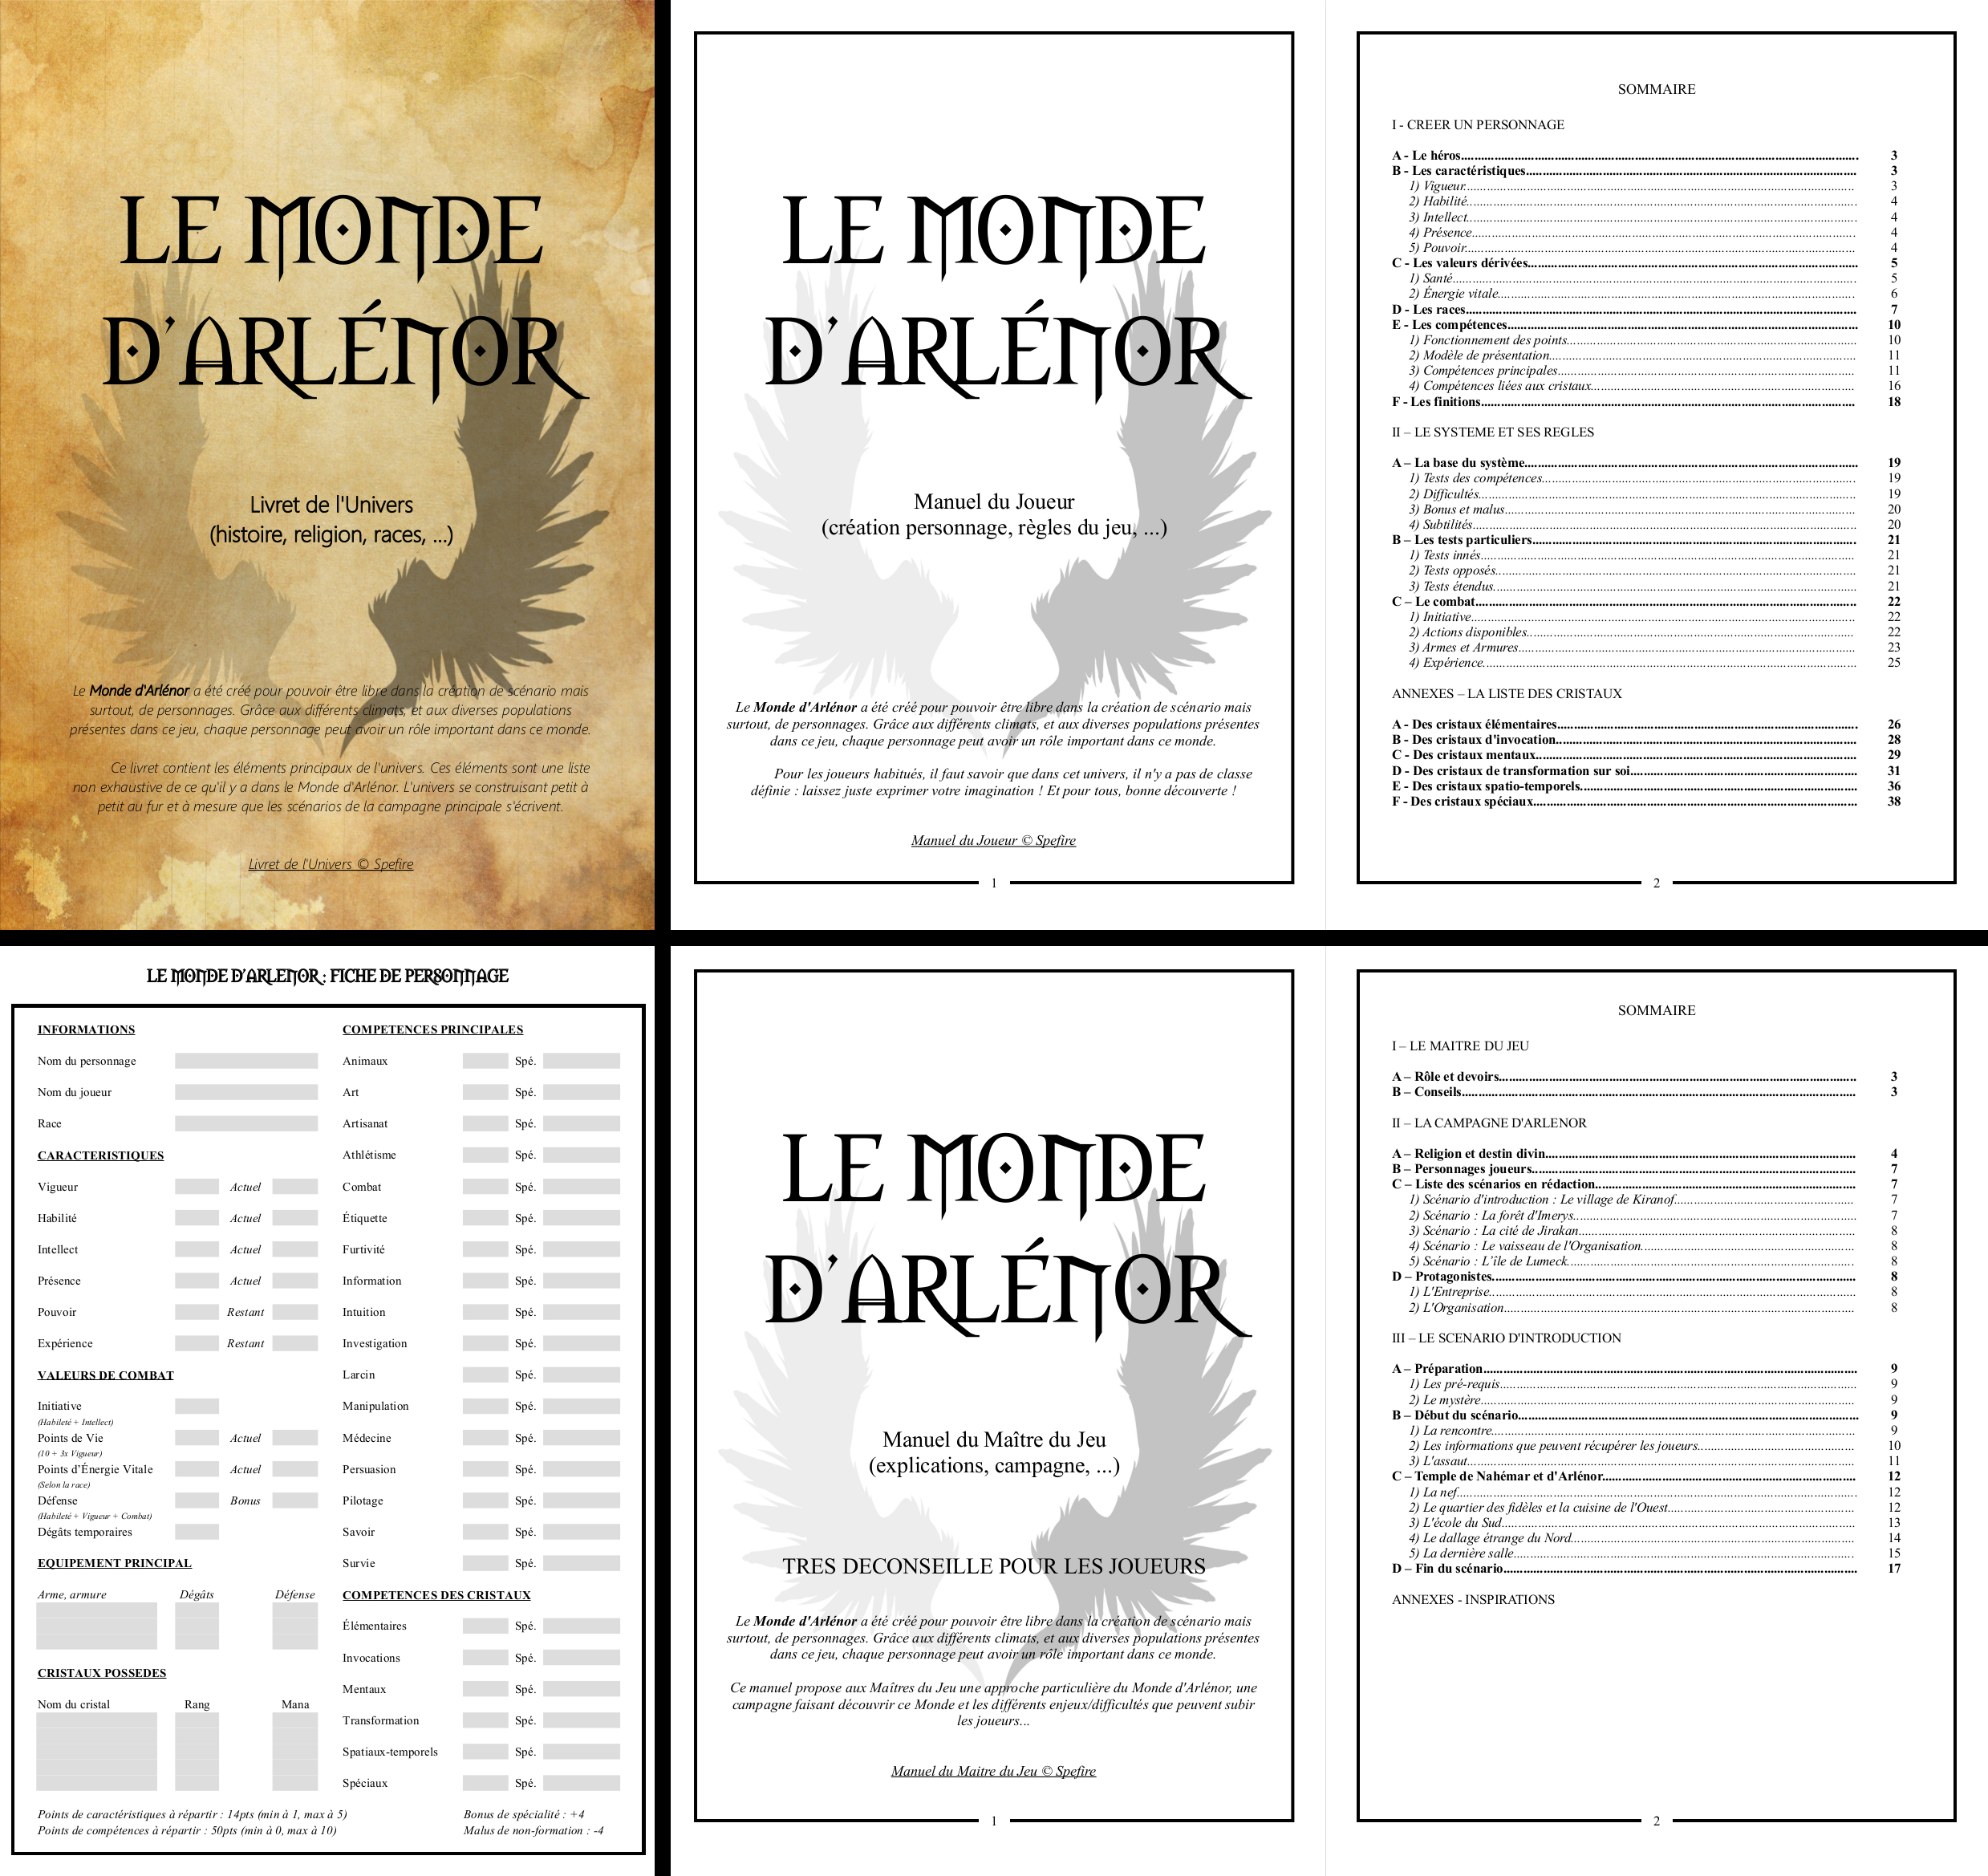 LE MONDE
D'ARLÉNOR
Livret de l'Univers
(histoire, religion, races, ...)
Le Monde d'Arlénor a été créé pour pouvoir être libre dans la création de scénario mais
surtout, de personnages. Grâce aux différents climats, et aux diverses populations
présentes dans ce jeu, chaque personnage peut avoir un rôle important dans ce monde.
Ce livret contient les éléments principaux de l'univers. Ces éléments sont une liste
non exhaustive de ce qu'il y a dans le Monde d'Arlénor. L'univers se construisant petit à
petit au fur et à mesure que les scénarios de la campagne principale s'écrivent.
Livret de l'Univers © Spefire
LE MONDE
D'ARLÉNOR
Manuel du Joueur
(création personnage, règles du jeu, ...)
Le Monde d'Arlénor a été créé pour pouvoir être libre dans la création de scénario mais
surtout, de personnages. Grâce aux différents climats, et aux diverses populations présentes
dans ce jeu, chaque personnage peut avoir un rôle important dans ce monde.
Pour les joueurs habitués, il faut savoir que dans cet univers, il n'y a pas de classe
définie : laissez juste exprimer votre imagination ! Et pour tous, bonne découverte !
Manuel du Joueur © Spefire
1
SOMMAIRE
I - CREER UN PERSONNAGE
A - Le héros 3
B - Les caractéristiques 3
1) Vigueur 3
2) Habilité 4
3) Intellect 4
4) Présence 4
5) Pouvoir 4
C - Les valeurs dérivées 5
1) Santé 5
2) Énergie vitale 6
D - Les races 7
E - Les compétences 10
1) Fonctionnement des points 10
2) Modèle de présentation 11
3) Compétences principales 11
4) Compétences liées aux cristaux 16
F - Les finitions 18
II – LE SYSTEME ET SES REGLES
A – La base du système 19
1) Tests des compétences 19
2) Difficultés 19
3) Bonus et malus 20
4) Subtilités 20
B – Les tests particuliers 21
1) Tests innés 21
2) Tests opposés 21
3) Tests étendus 21
C – Le combat 22
1) Initiative 22
2) Actions disponibles 22
3) Armes et Armures 23
4) Expérience 25
ANNEXES – LA LISTE DES CRISTAUX
A - Des cristaux élémentaires 26
B - Des cristaux d'invocation 28
C - Des cristaux mentaux 29
D - Des cristaux de transformation sur soi 31
E - Des cristaux spatio-temporels 36
F - Des cristaux spéciaux 38
2
LE MONDE D'ARLENOR : FICHE DE PERSONNAGE
INFORMATIONS
Nom du personnage
Nom du joueur
Race
CARACTERISTIQUES
Vigueur Actuel
Habilité Actuel
Intellect Actuel
Présence Actuel
Pouvoir Restant
Expérience Restant
VALEURS DE COMBAT
Initiative
(Habileté + Intellect)
Points de Vie Actuel
(10 + 3x Vigueur)
Points d'Énergie Vitale Actuel
(Selon la race)
Défense Bonus
(Habileté + Vigueur + Combat)
Dégâts temporaires
EQUIPEMENT PRINCIPAL
Arme, armure Dégâts Défense
CRISTAUX POSSEDES
Nom du cristal Rang Mana
COMPETENCES PRINCIPALES
Animaux Spé.
Art Spé.
Artisanat Spé.
Athlétisme Spé.
Combat Spé.
Étiquette Spé.
Furtivité Spé.
Information Spé.
Intuition Spé.
Investigation Spé.
Larcin Spé.
Manipulation Spé.
Médecine Spé.
Persuasion Spé.
Pilotage Spé.
Savoir Spé.
Survie Spé.
COMPETENCES DES CRISTAUX
Élémentaires Spé.
Invocations Spé.
Mentaux Spé.
Transformation Spé.
Spatiaux-temporels Spé.
Spéciaux Spé.
Points de caractéristiques à répartir : 14pts (min à 1, max à 5)
Points de compétences à répartir : 50pts (min à 0, max à 10)
Bonus de spécialité : +4
Malus de non-formation : -4
LE MONDE
D'ARLÉNOR
Manuel du Maître du Jeu
(explications, campagne, ...)
TRES DECONSEILLE POUR LES JOUEURS
Le Monde d'Arlénor a été créé pour pouvoir être libre dans la création de scénario mais
surtout, de personnages. Grâce aux différents climats, et aux diverses populations présentes
dans ce jeu, chaque personnage peut avoir un rôle important dans ce monde.
Ce manuel propose aux Maîtres du Jeu une approche particulière du Monde d'Arlénor, une
campagne faisant découvrir ce Monde et les différents enjeux/difficultés que peuvent subir
les joueurs...
Manuel du Maitre du Jeu © Spefire
1
SOMMAIRE
I – LE MAITRE DU JEU
A – Rôle et devoirs 3
B – Conseils 3
II – LA CAMPAGNE D'ARLENOR
A – Religion et destin divin 4
B – Personnages joueurs 7
C – Liste des scénarios en rédaction 7
1) Scénario d'introduction : Le village de Kiranof 7
2) Scénario : La forêt d'Imerys 7
3) Scénario : La cité de Jirakan 8
4) Scénario : Le vaisseau de l'Organisation 8
5) Scénario : L'île de Lumeck 8
D – Protagonistes 8
1) L'Entreprise 8
2) L'Organisation 8
III – LE SCENARIO D'INTRODUCTION
A – Préparation 9
1) Les pré-requis 9
2) Le mystère 9
B – Début du scénario 9
1) La rencontre 9
2) Les informations que peuvent récupérer les joueurs 10
3) L'assaut 11
C – Temple de Nahémar et d'Arlénor 12
1) La nef 12
2) Le quartier des fidèles et la cuisine de l'Ouest 12
3) L'école du Sud 13
4) Le dallage étrange du Nord 14
5) La dernière salle 15
D – Fin du scénario 17
ANNEXES - INSPIRATIONS
2